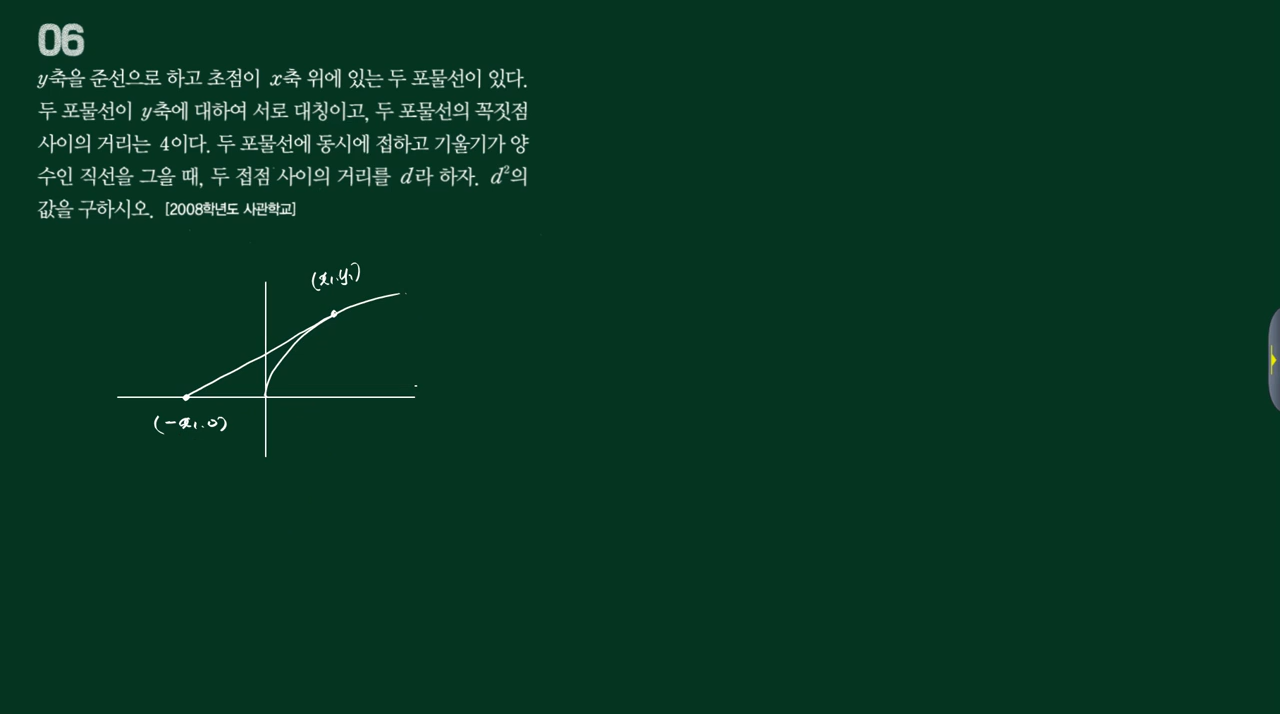 06
y축을 준선으로 하고 초점이 x축 위에 있는 두 포물선이 있다.
두 포물선이 y축에 대하여 서로 대칭이고, 두 포물선의 꼭짓점
사이의 거리는 4이다. 두 포물선에 동시에 접하고 기울기가 양
수인 직선을 그을 때, 두 접점 사이의 거리를 d라 하자. d²의
값을 구하시오. [2008학년도 사관학교]
(x₁, y₁)
(-x₁, 0)